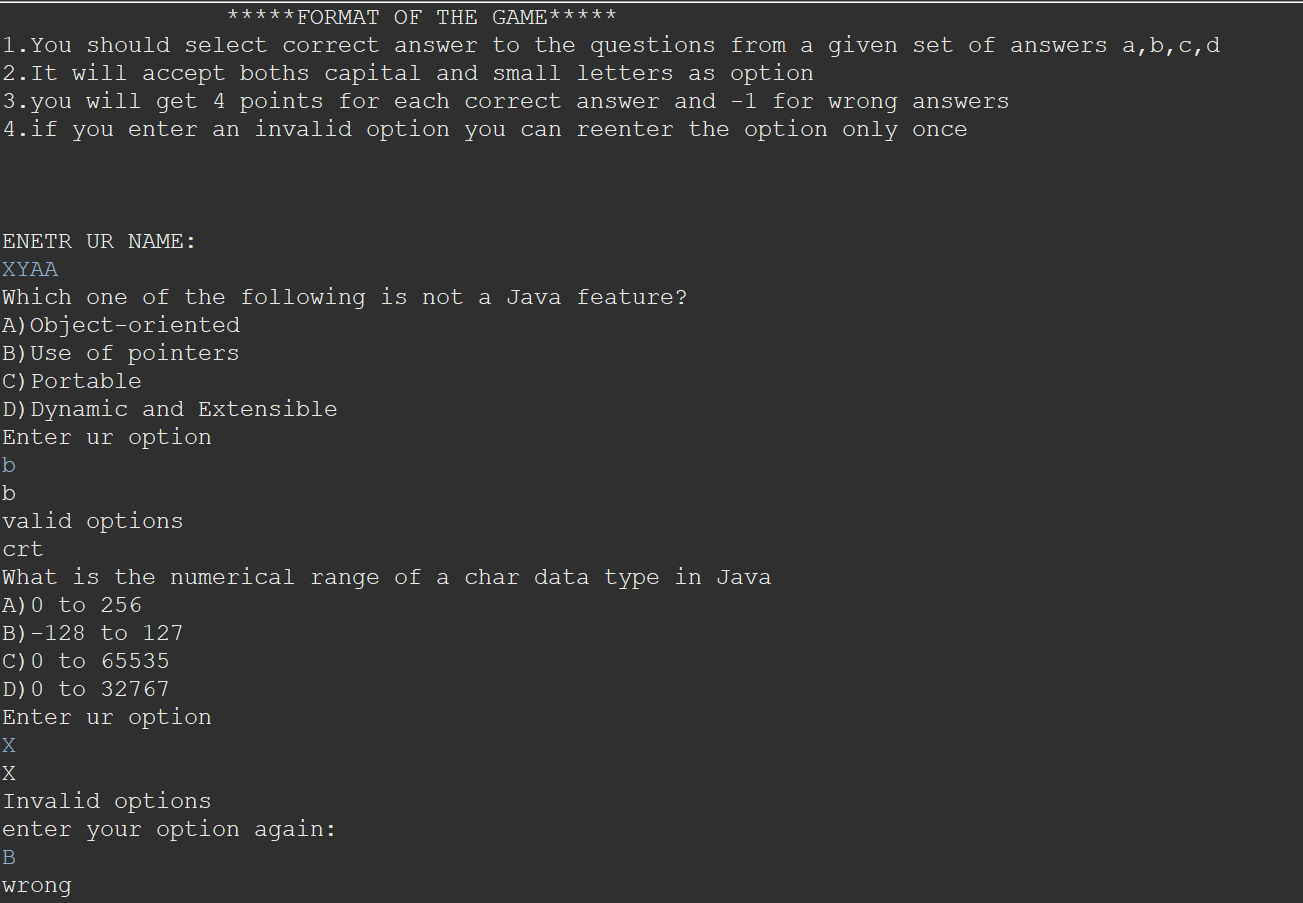 *****FORMAT OF THE GAME*****
1.You should select correct answer to the questions from a given set of answers a,b,c,d
2.It will accept boths capital and small letters as option
3.you will get 4 points for each correct answer and -1 for wrong answers
4.if you enter an invalid option you can reenter the option only once
ENETR UR NAME:
XYAA
Which one of the following is not a Java feature?
A)Object-oriented
B)Use of pointers
C)Portable
D)Dynamic and Extensible
Enter ur option
b
b
valid options
crt
What is the numerical range of a char data type in Java
A)0 to 256
B)-128 to 127
C)0 to 65535
D)0 to 32767
Enter ur option
X
X
Invalid options
enter your option again:
B
wrong